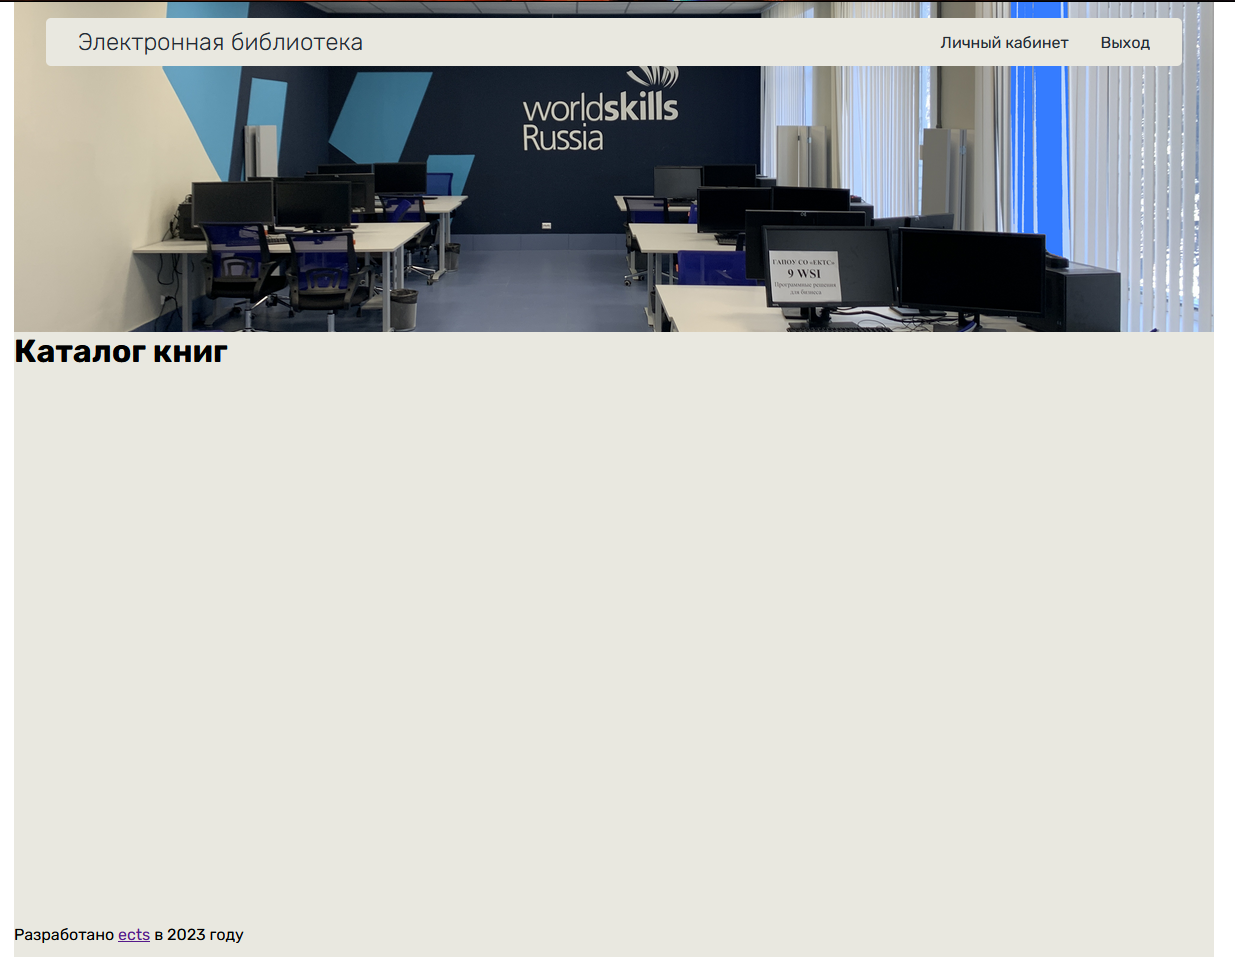 Электронная библиотека
Личный кабинет
Выход
worldskills
Russia
ГАПОУ СО «ЕКТС»
9 WSI
Программные решения
для бизнеса
Каталог книг
Разработано ects в 2023 году